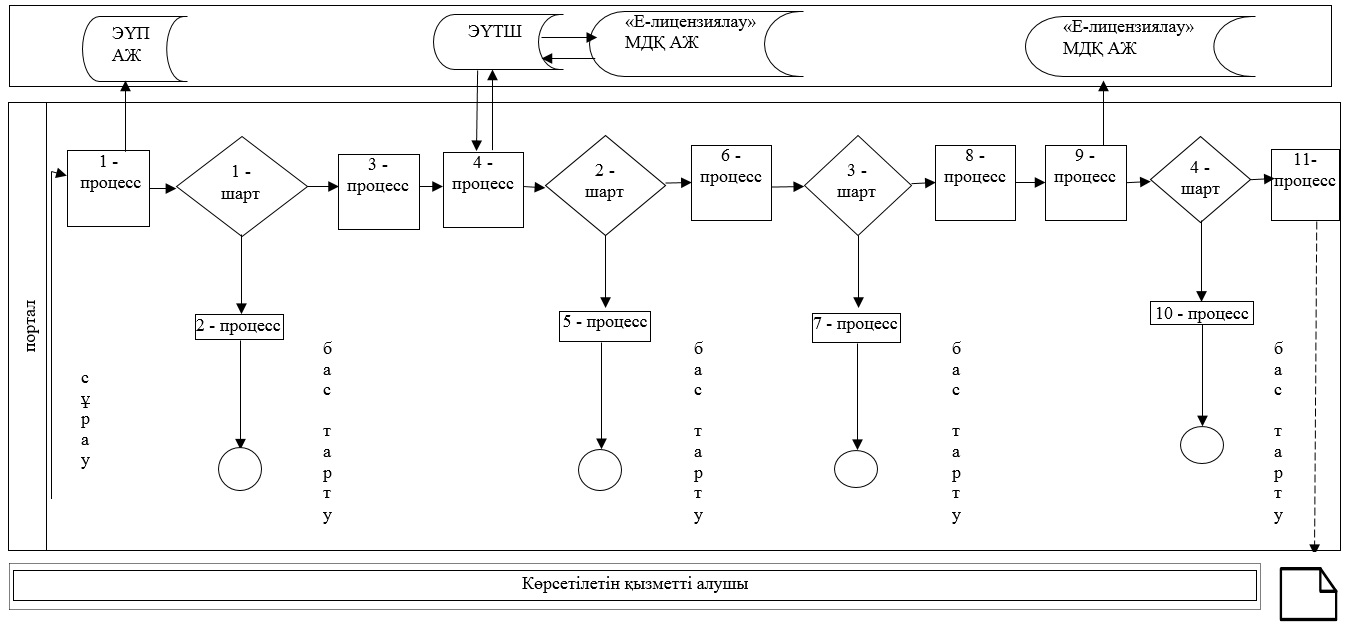 ЭҮП
АЖ
ЭҮТШ
«Е-лицензиялау»
МДҚ АЖ
«Е-лицензиялау»
МДҚ АЖ
1 -
процесс
1 -
шарт
3 -
процесс
4 -
процесс
2 -
шарт
6 -
процесс
3 -
шарт
8 -
процесс
9 -
процесс
4 -
шарт
11-
процесс
2 - процесс
5 - процесс
7 - процесс
10 - процесс
портал
сұрау
бас тарту
бас тарту
бас тарту
бас тарту
Көрсетілетін қызметті алушы